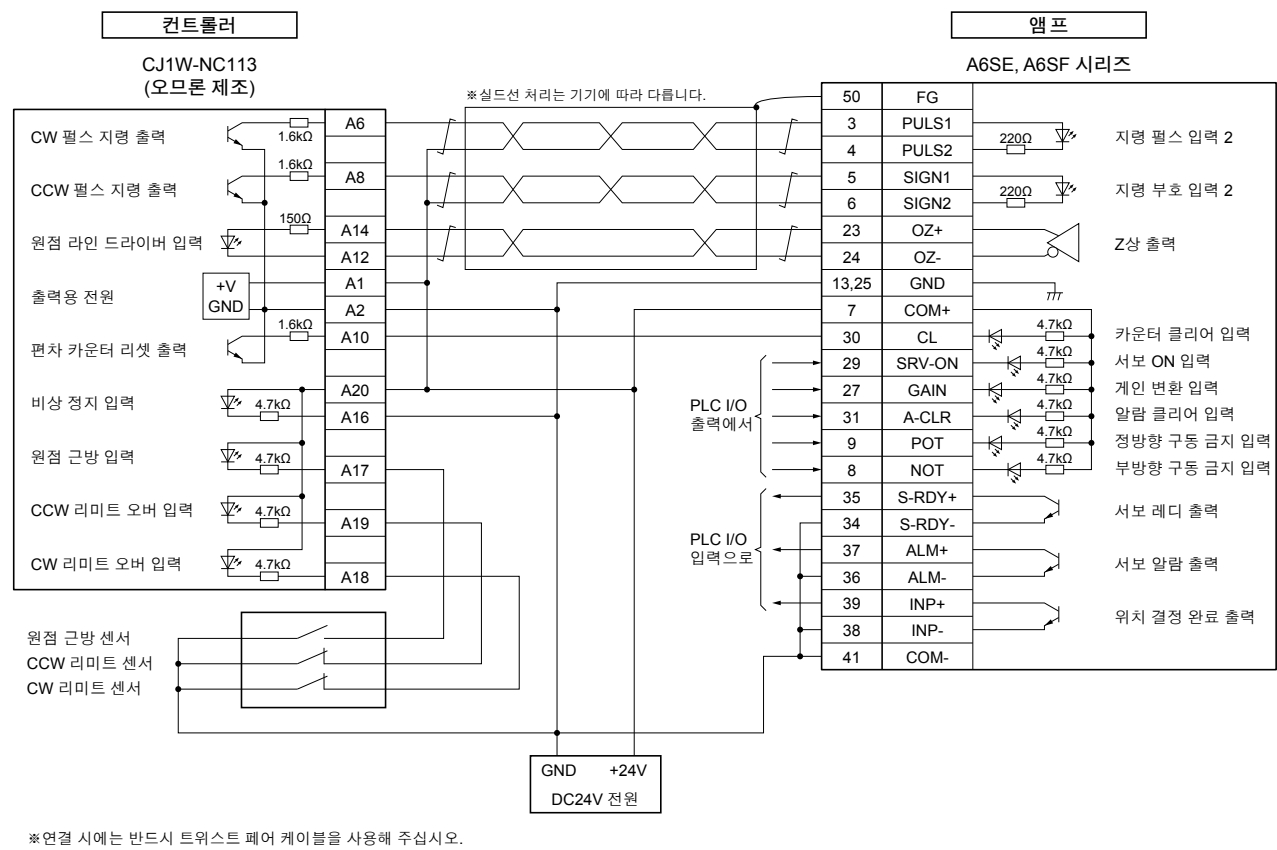 컨트롤러
앰프
CJ1W-NC113
(오므론 제조)
A6SE, A6SF 시리즈
※실드선 처리는 기기에 따라 다릅니다.
CW 펄스 지령 출력
1.6kΩ
A6
CCW 펄스 지령 출력
1.6kΩ
A8
원점 라인 드라이버 입력
150Ω
A14
A12
출력용 전원
+V
GND
A1
A2
편차 카운터 리셋 출력
1.6kΩ
A10
비상 정지 입력
4.7kΩ
A20
A16
원점 근방 입력
4.7kΩ
A17
CCW 리미트 오버 입력
4.7kΩ
A19
CW 리미트 오버 입력
4.7kΩ
A18
원점 근방 센서
CCW 리미트 센서
CW 리미트 센서
50 FG
3 PULS1
4 PULS2
220Ω
지령 펄스 입력 2
5 SIGN1
6 SIGN2
220Ω
지령 부호 입력 2
23 OZ+
24 OZ-
Z상 출력
13,25 GND
7 COM+
30 CL
4.7kΩ
카운터 클리어 입력
29 SRV-ON
4.7kΩ
서보 ON 입력
27 GAIN
4.7kΩ
게인 변환 입력
31 A-CLR
4.7kΩ
알람 클리어 입력
9 POT
4.7kΩ
정방향 구동 금지 입력
8 NOT
4.7kΩ
부방향 구동 금지 입력
PLC I/O
출력에서
35 S-RDY+
34 S-RDY-
서보 레디 출력
37 ALM+
36 ALM-
서보 알람 출력
39 INP+
38 INP-
위치 결정 완료 출력
41 COM-
PLC I/O
입력으로
GND +24V
DC24V 전원
※연결 시에는 반드시 트위스트 페어 케이블을 사용해 주십시오.